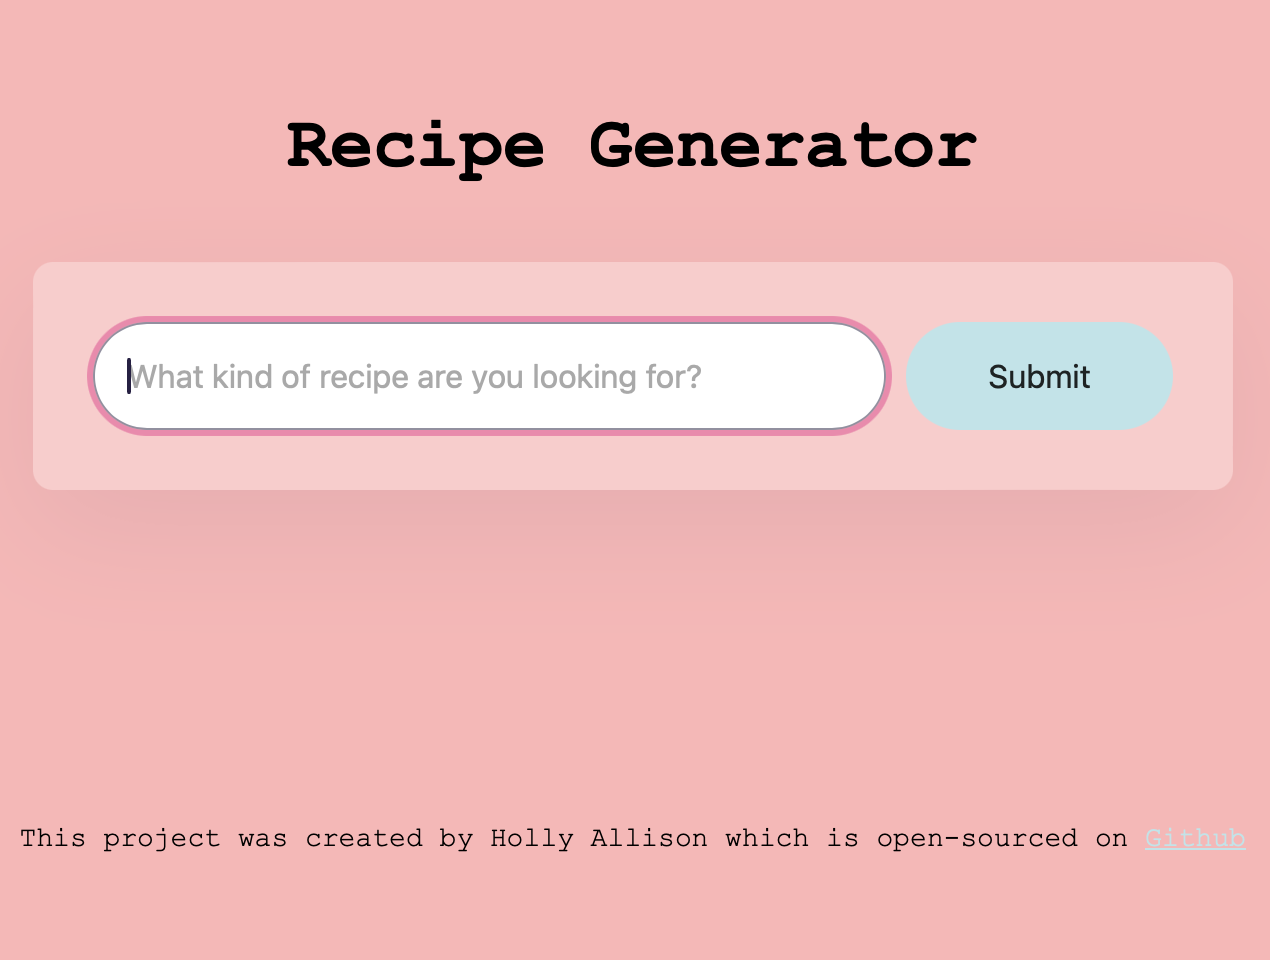 Recipe Generator
What kind of recipe are you looking for?
Submit
This project was created by Holly Allison which is open-sourced on Github